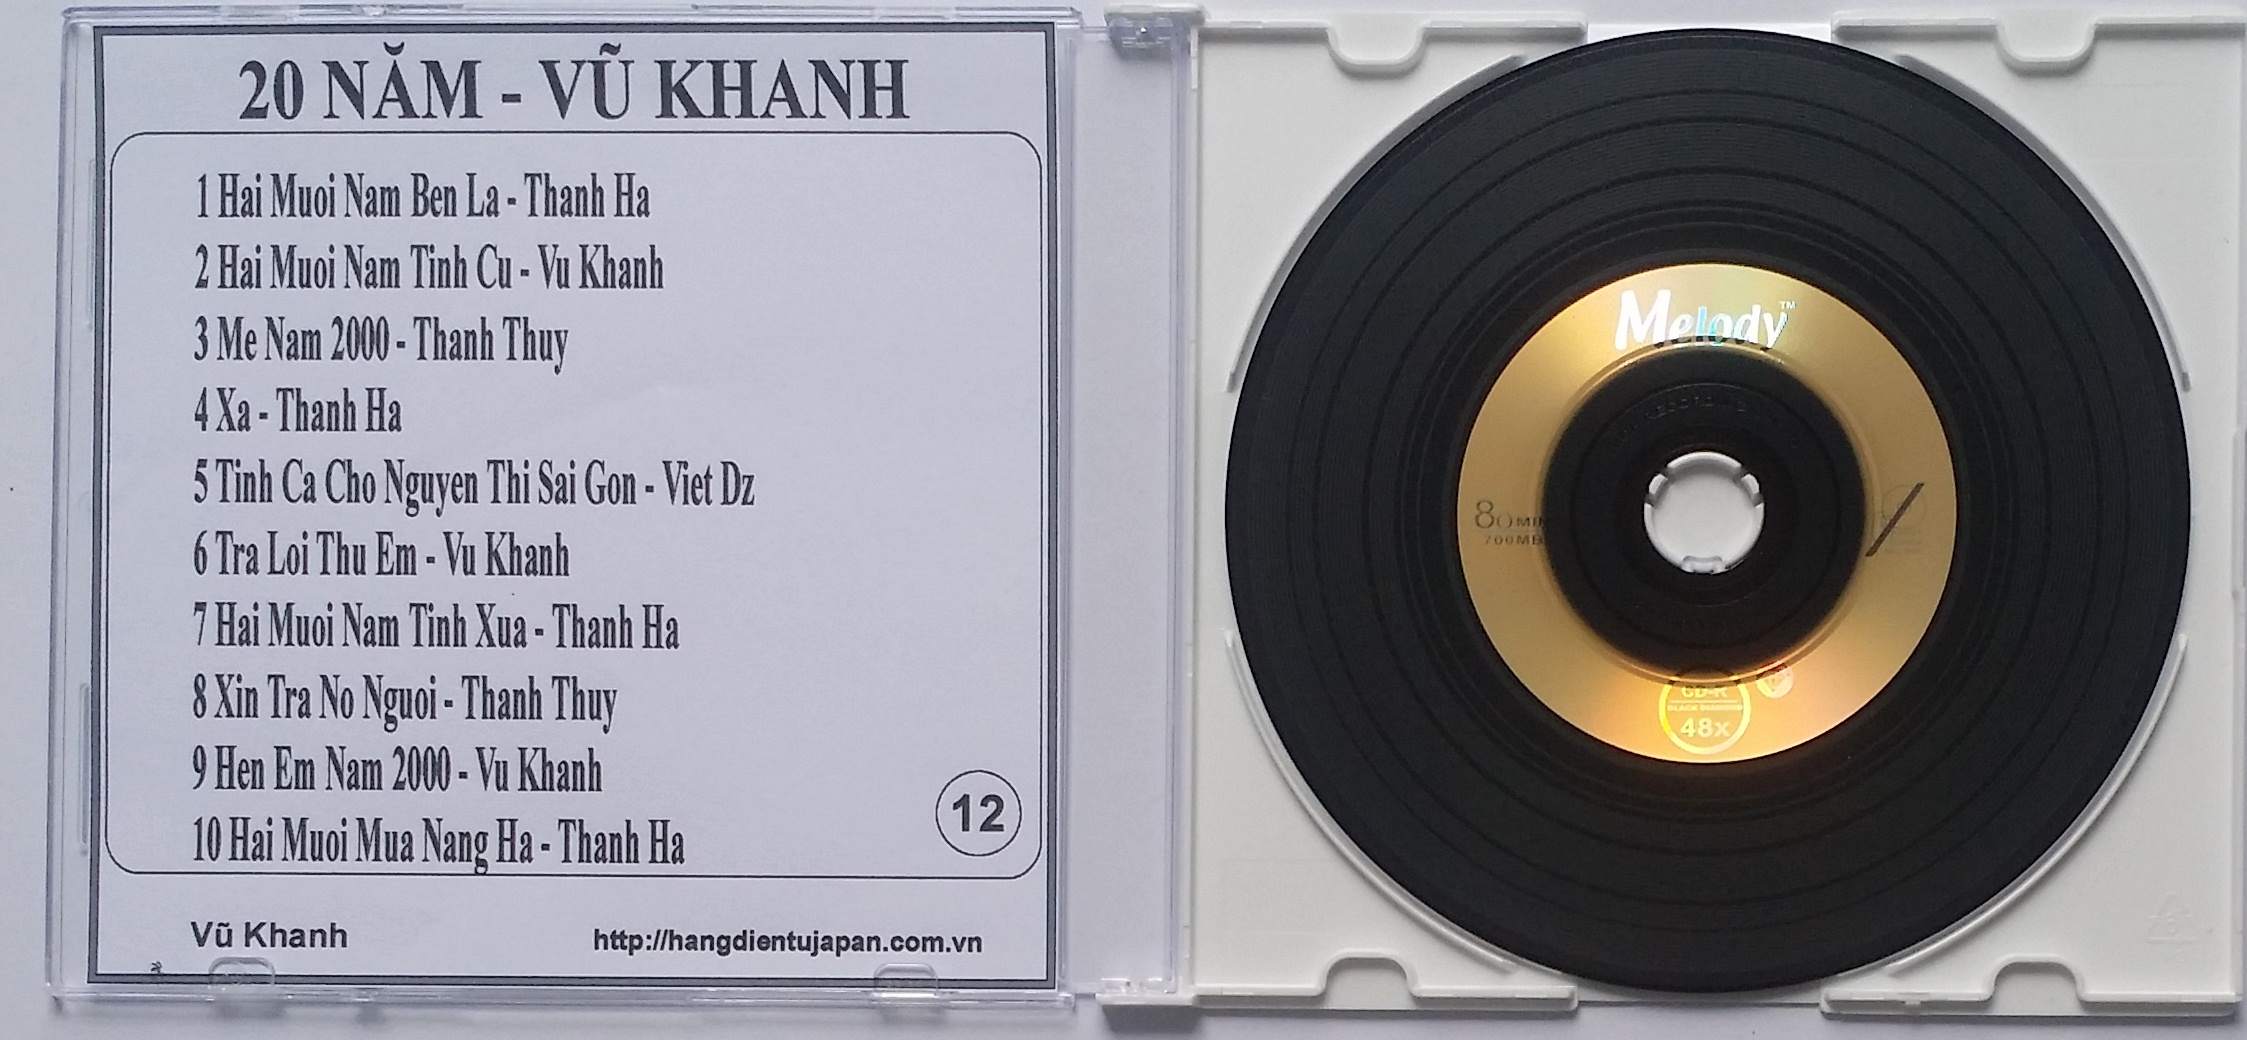 20 NĂM - VŨ KHANH
1 Hai Muoi Nam Ben La - Thanh Ha
2 Hai Muoi Nam Tinh Cu - Vu Khanh
3 Me Nam 2000 - Thanh Thuy
4 Xa - Thanh Ha
5 Tinh Ca Cho Nguyen Thi Sai Gon - Viet Dz
6 Tra Loi Thu Em - Vu Khanh
7 Hai Muoi Nam Tinh Xua - Thanh Ha
8 Xin Tra No Nguoi - Thanh Thuy
9 Hen Em Nam 2000 - Vu Khanh
10 Hai Muoi Mua Nang Ha - Thanh Ha
12
Vũ Khanh
http://hangdientujapan.com.vn
Melody™
80 MIN
700MB
CD-R
BLACK DIAMOND
48x